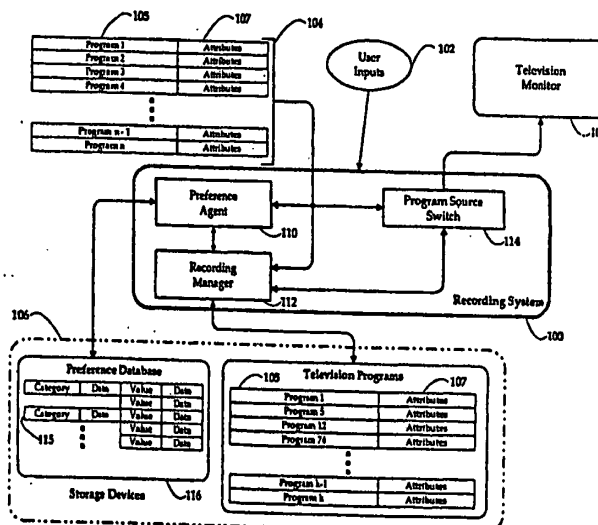 105
107
104
Program 1 Attributes
Program 2 Attributes
Program 3 Attributes
Program 4 Attributes
Program n-1 Attributes
Program n Attributes
User
Inputs
102
Television
Monitor
Preference
Agent
110
Program Source
Switch
114
Recording
Manager
112
Recording System
100
106
Preference Database
Category Data Value Data
Value Data
Category Data Value Data
Value Data
Value Data
115
Storage Devices
116
Television Programs
105
107
Program 1 Attributes
Program 5 Attributes
Program 12 Attributes
Program 74 Attributes
Program h-1 Attributes
Program h Attributes